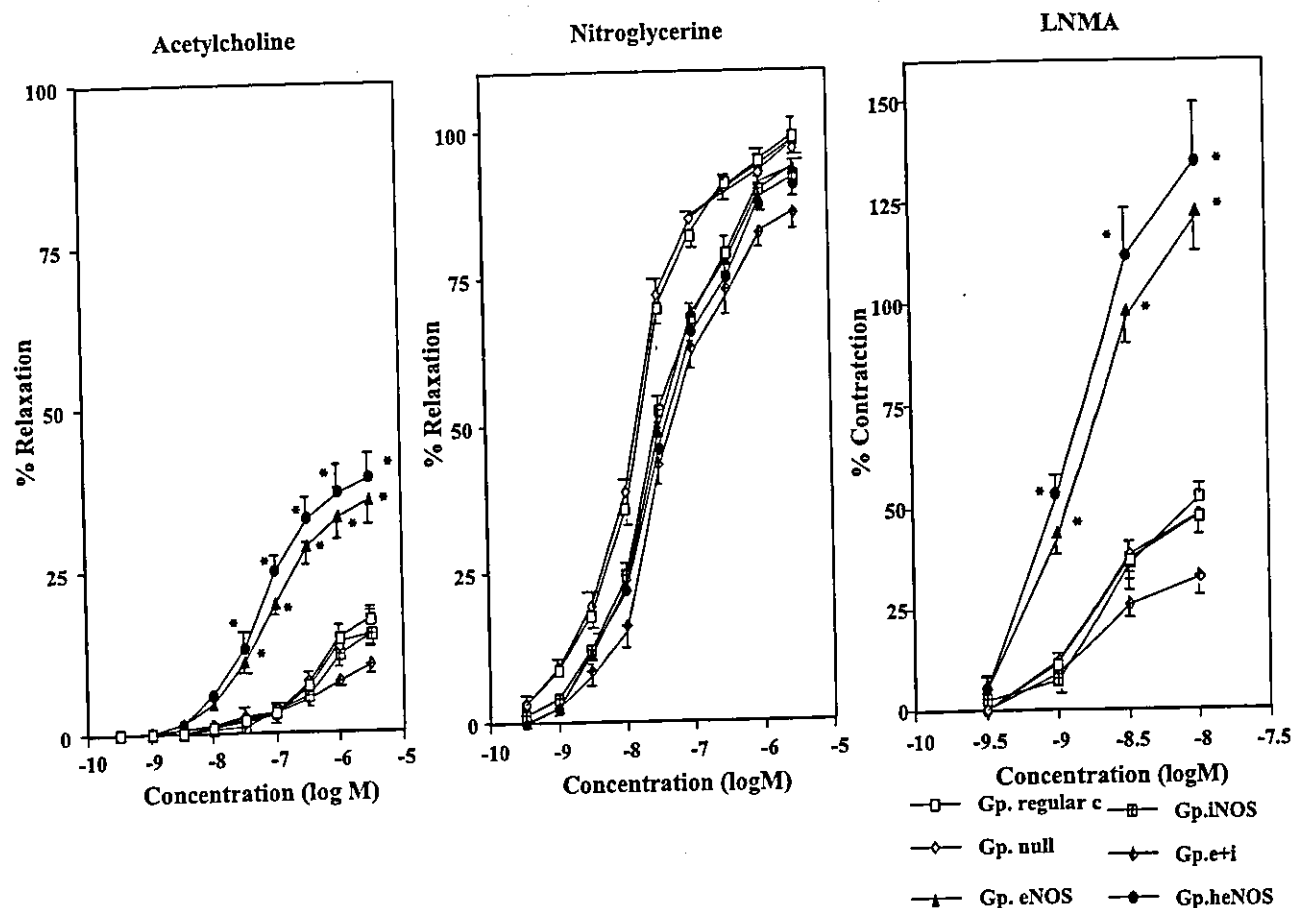 Acetylcholine
Nitroglycerine
LNMA
100
75
50
25
0
% Relaxation
-10 -9 -8 -7 -6 -5
Concentration (log M)
100
75
50
25
0
% Relaxation
-10 -9 -8 -7 -6 -5
Concentration (logM)
150
125
100
75
50
25
0
% Contratction
-10 -9.5 -9 -8.5 -8 -7.5
Concentration (logM)
Gp. regular c
Gp.iNOS
Gp. null
Gp.e+i
Gp. eNOS
Gp.heNOS